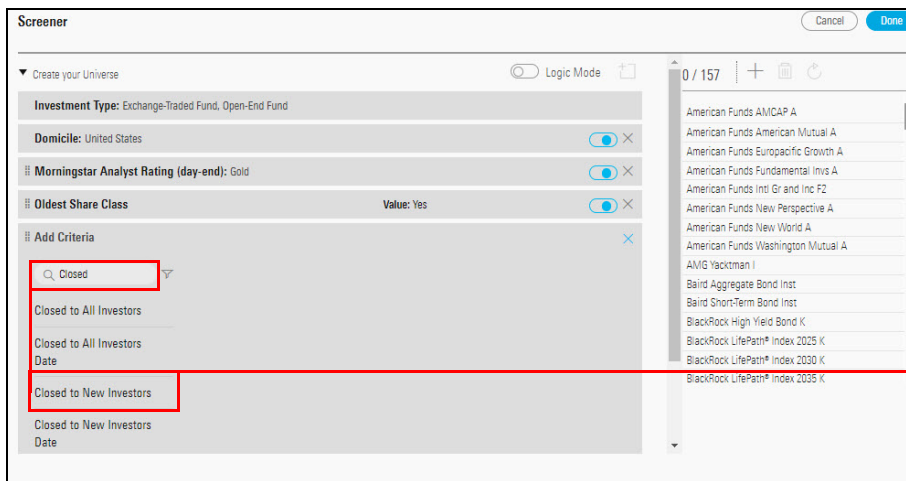 Screener
Cancel
Done
Create your Universe
Logic Mode
0 / 157
Investment Type: Exchange-Traded Fund, Open-End Fund
Domicile: United States
Morningstar Analyst Rating (day-end): Gold
Oldest Share Class Value: Yes
Add Criteria
Closed
Closed to All Investors
Closed to All Investors
Date
Closed to New Investors
Closed to New Investors
Date
American Funds AMCAP A
American Funds American Mutual A
American Funds Europacific Growth A
American Funds Fundamental Invs A
American Funds Intl Gr and Inc F2
American Funds New Perspective A
American Funds New World A
American Funds Washington Mutual A
AMG Yacktman I
Baird Aggregate Bond Inst
Baird Short-Term Bond Inst
BlackRock High Yield Bond K
BlackRock LifePath® Index 2025 K
BlackRock LifePath® Index 2030 K
BlackRock LifePath® Index 2035 K